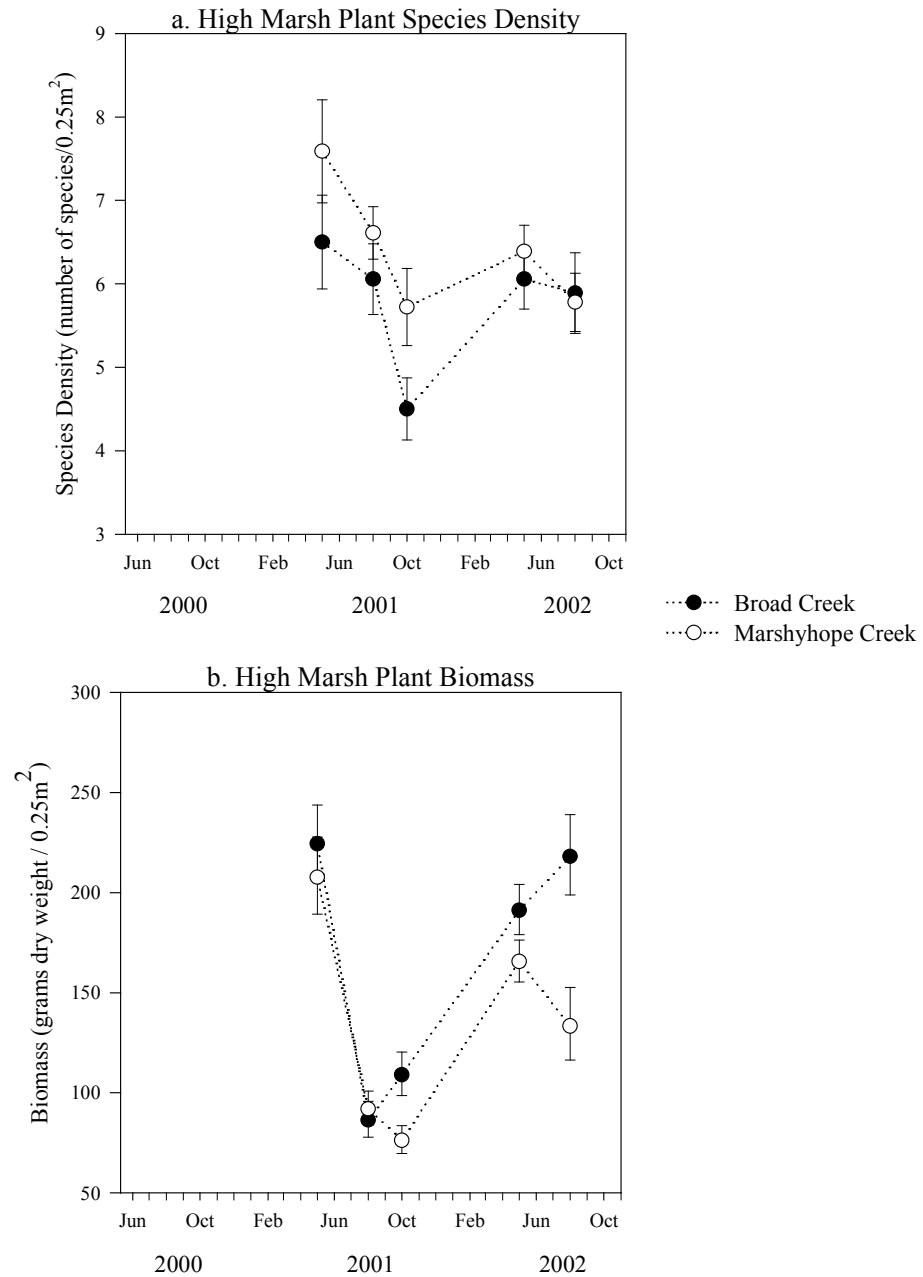 a. High Marsh Plant Species Density
Species Density (number of species/0.25m²)
9
8
7
6
5
4
3
Jun Oct Feb Jun Oct Feb Jun Oct
2000 2001 2002
Broad Creek
Marshyhope Creek
b. High Marsh Plant Biomass
Biomass (grams dry weight / 0.25m²)
300
250
200
150
100
50
Jun Oct Feb Jun Oct Feb Jun Oct
2000 2001 2002